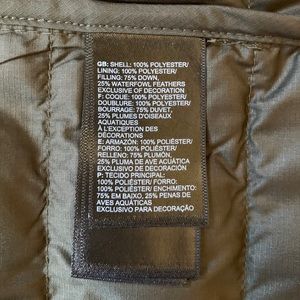 GB: SHELL: 100% POLYESTER/
LINING: 100% POLYESTER/
FILLING: 75% DOWN,
25% WATERFOWL FEATHERS
EXCLUSIVE OF DECORATION
F: COQUE: 100% POLYESTER/
DOUBLURE: 100% POLYESTER/
BOURRAGE: 75% DUVET,
25% PLUMES D'OISEAUX
AQUATIQUES
À L'EXCEPTION DES
DÉCORATIONS
E: ARMAZÓN: 100% POLIÉSTER/
FORRO: 100% POLIÉSTER/
RELLENO: 75% PLUMÓN,
25% PLUMA DE AVE ACUÁTICA
EXCLUSIVO DE DECORACIÓN
P: TECIDO PRINCIPAL:
100% POLIÉSTER/FORRO:
100% POLIÉSTER/ ENCHIMENTO:
75% EM BAIXO, 25% PENAS DE
AVES AQUÁTICAS
EXCLUSIVO PARA DECORAÇÃO